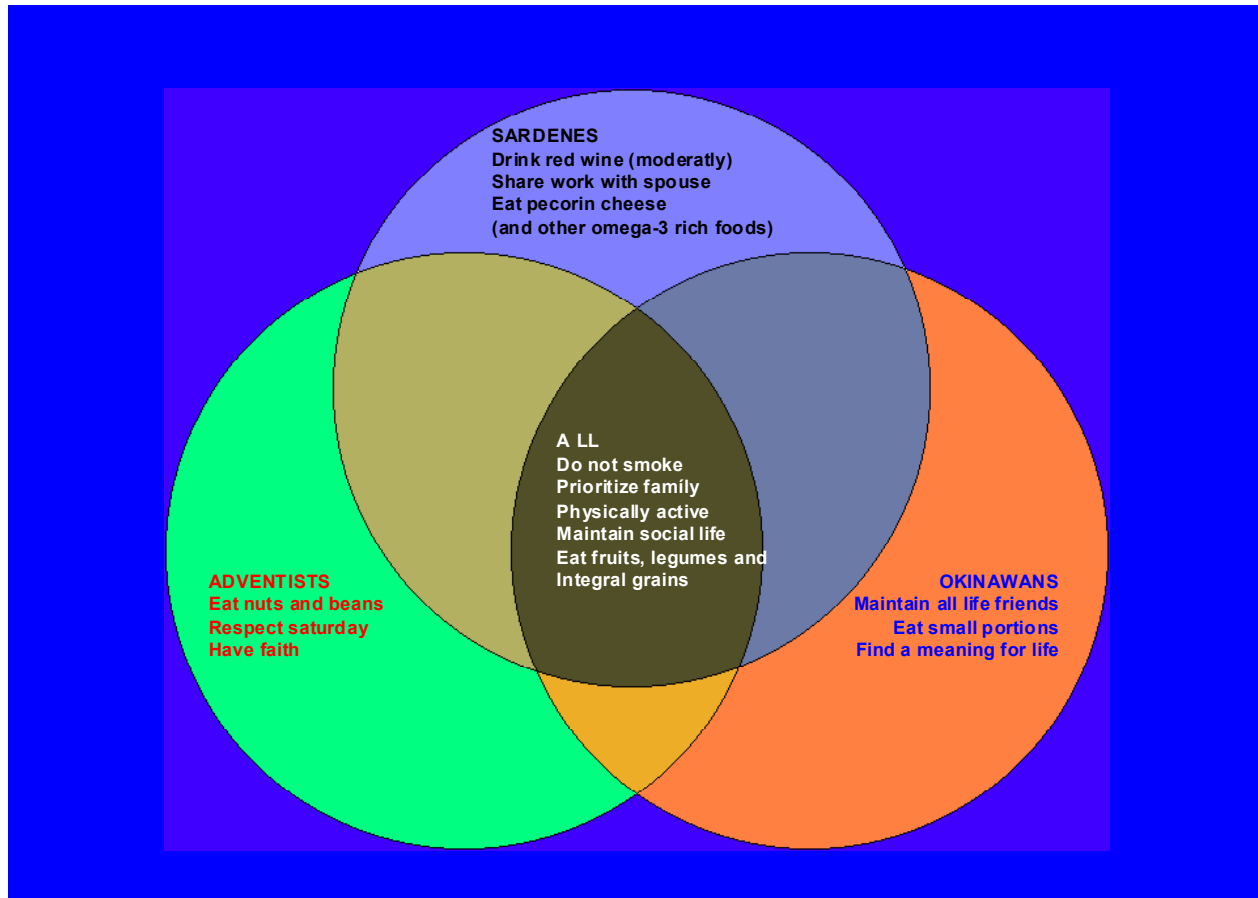 SARDENES
Drink red wine (moderatly)
Share work with spouse
Eat pecorin cheese
(and other omega-3 rich foods)
A LL
Do not smoke
Prioritize famíly
Physically active
Maintain social life
Eat fruits, legumes and
Integral grains
ADVENTISTS
Eat nuts and beans
Respect saturday
Have faith
OKINAWANS
Maintain all life friends
Eat small portions
Find a meaning for life